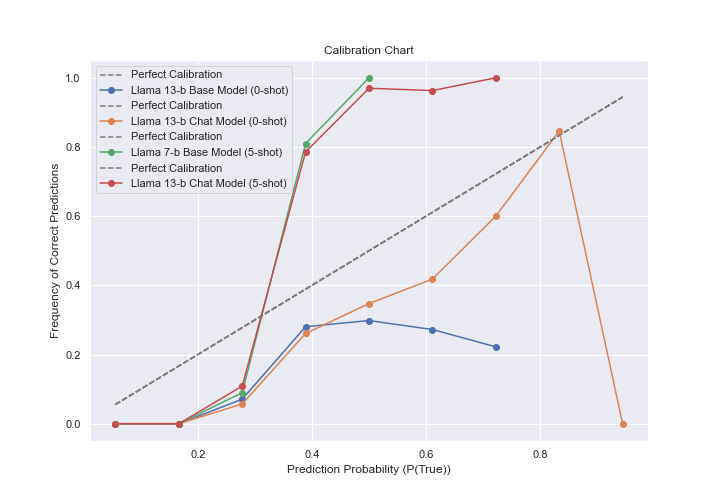 Calibration Chart
Perfect Calibration
Llama 13-b Base Model (0-shot)
Perfect Calibration
Llama 13-b Chat Model (0-shot)
Perfect Calibration
Llama 7-b Base Model (5-shot)
Perfect Calibration
Llama 13-b Chat Model (5-shot)
Frequency of Correct Predictions
1.0
0.8
0.6
0.4
0.2
0.0
0.2 0.4 0.6 0.8
Prediction Probability (P(True))